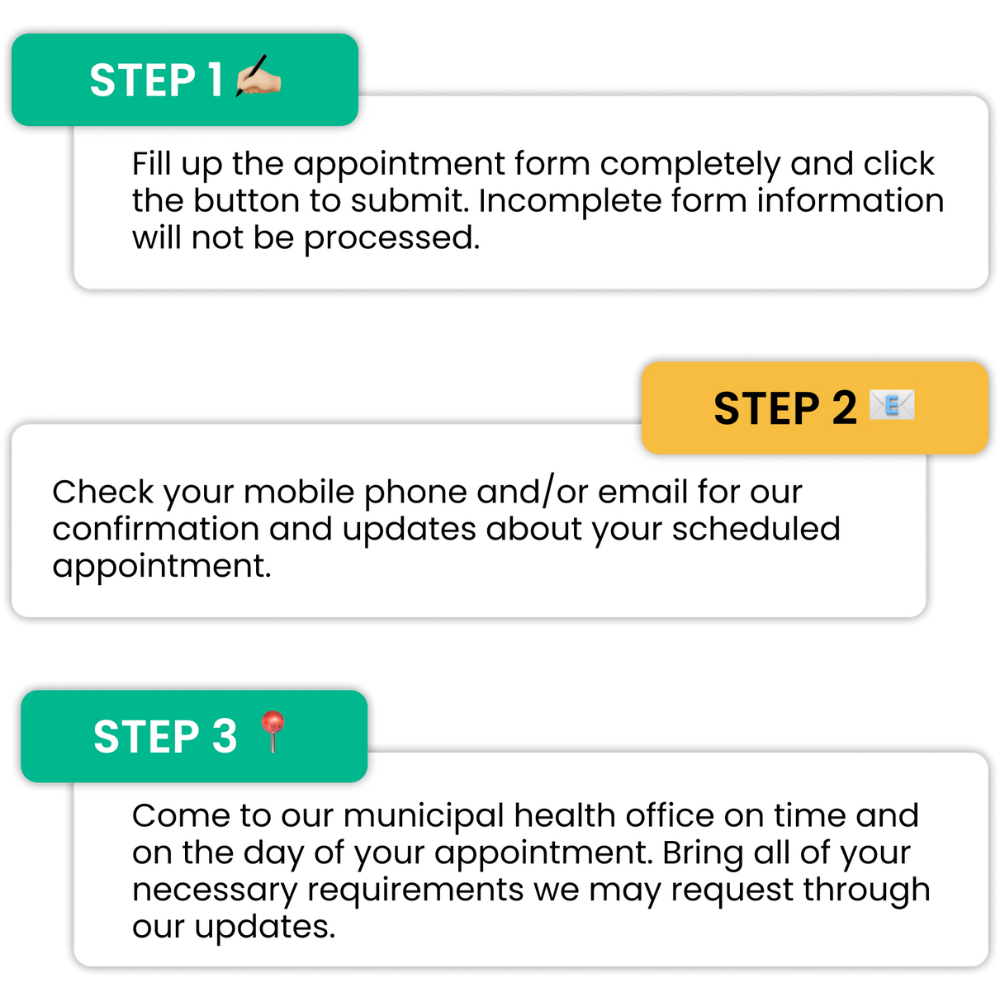 STEP 1
Fill up the appointment form completely and click
the button to submit. Incomplete form information
will not be processed.
STEP 2
Check your mobile phone and/or email for our
confirmation and updates about your scheduled
appointment.
STEP 3
Come to our municipal health office on time and
on the day of your appointment. Bring all of your
necessary requirements we may request through
our updates.